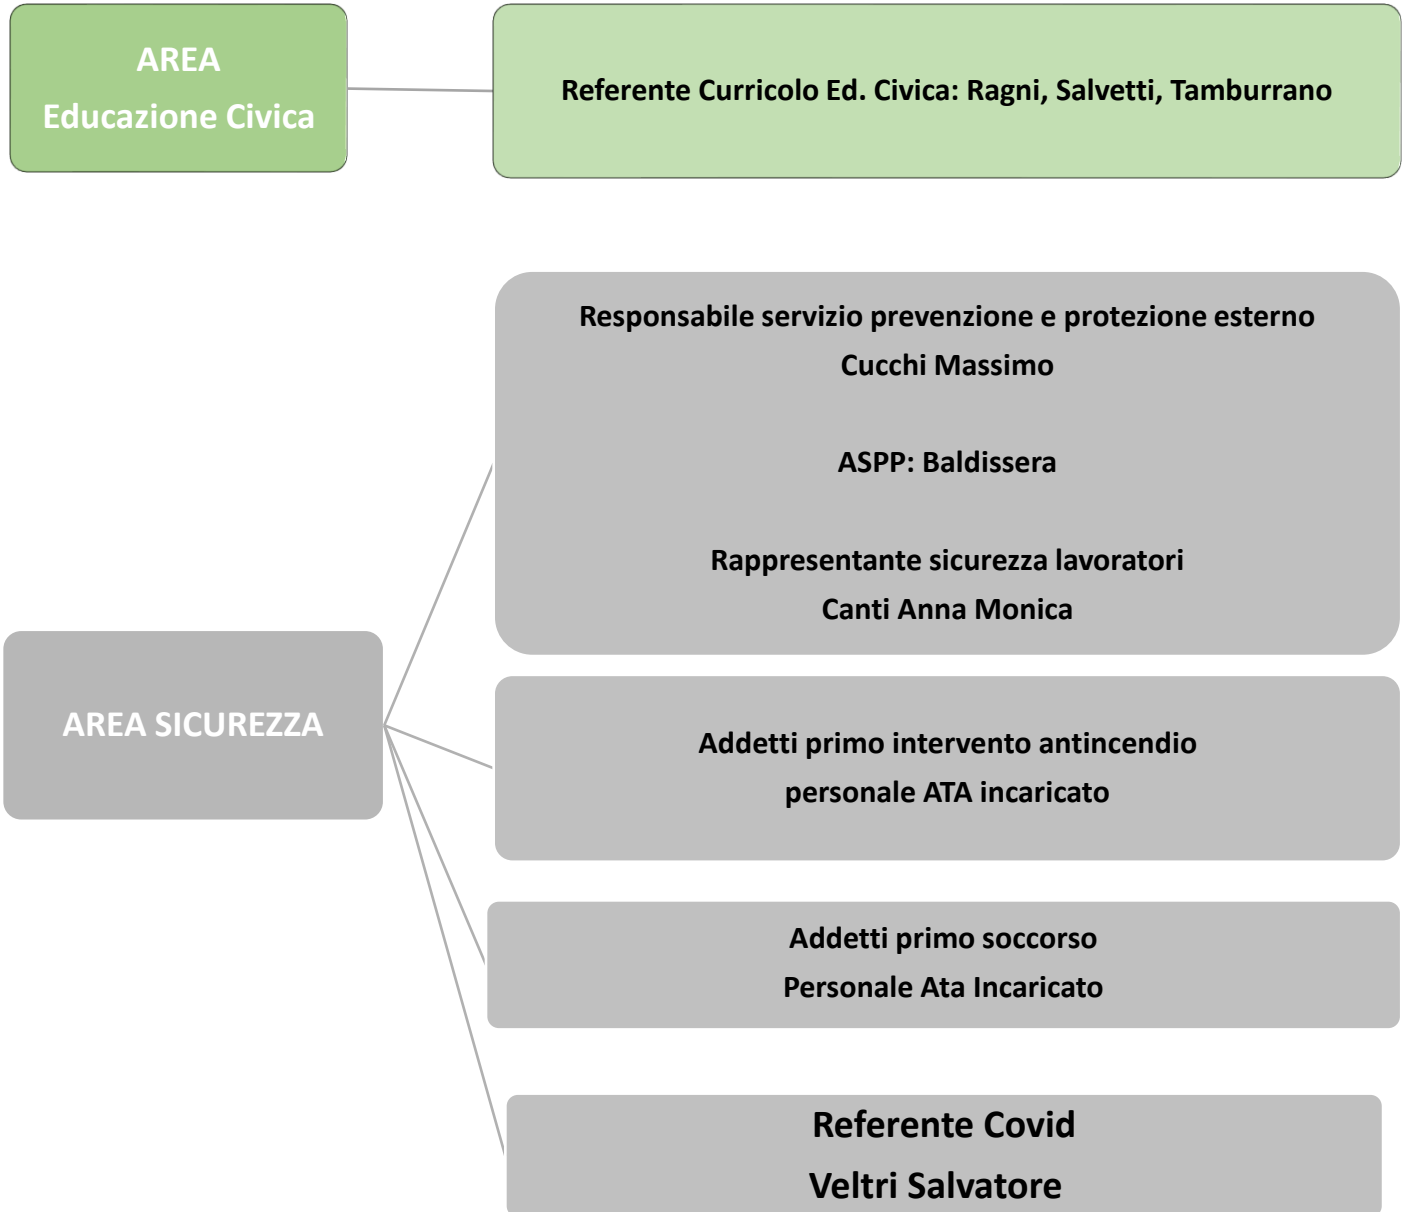 AREA
Educazione Civica
Referente Curricolo Ed. Civica: Ragni, Salvetti, Tamburrano
Responsabile servizio prevenzione e protezione esterno
Cucchi Massimo
ASPP: Baldissera
Rappresentante sicurezza lavoratori
Canti Anna Monica
AREA SICUREZZA
Addetti primo intervento antincendio
personale ATA incaricato
Addetti primo soccorso
Personale Ata Incaricato
Referente Covid
Veltri Salvatore